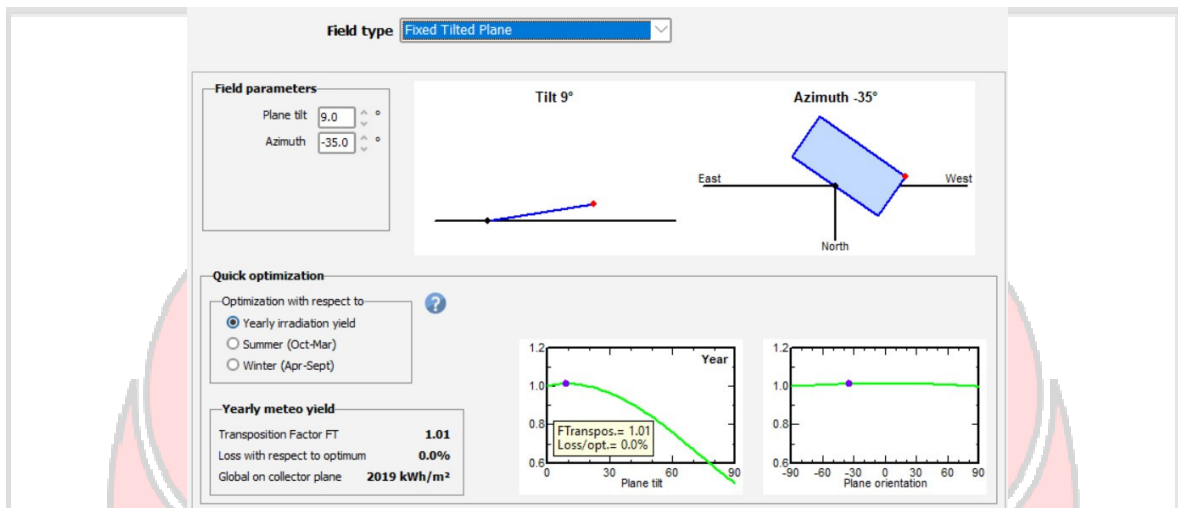 Field type Fixed Tilted Plane
Field parameters
Plane tilt 9.0 °
Azimuth -35.0 °
Tilt 9°
Azimuth -35°
East
West
North
Quick optimization
Optimization with respect to
Yearly irradiation yield
Summer (Oct-Mar)
Winter (Apr-Sept)
?
Yearly meteo yield
Transposition Factor FT 1.01
Loss with respect to optimum 0.0%
Global on collector plane 2019 kWh/m²
Year
1.2
1.0
0.8
0.6
FTranspos.= 1.01
Loss/opt.= 0.0%
0 30 60 90
Plane tilt
1.2
1.0
0.8
0.6
-90 -60 -30 0 30 60 90
Plane orientation